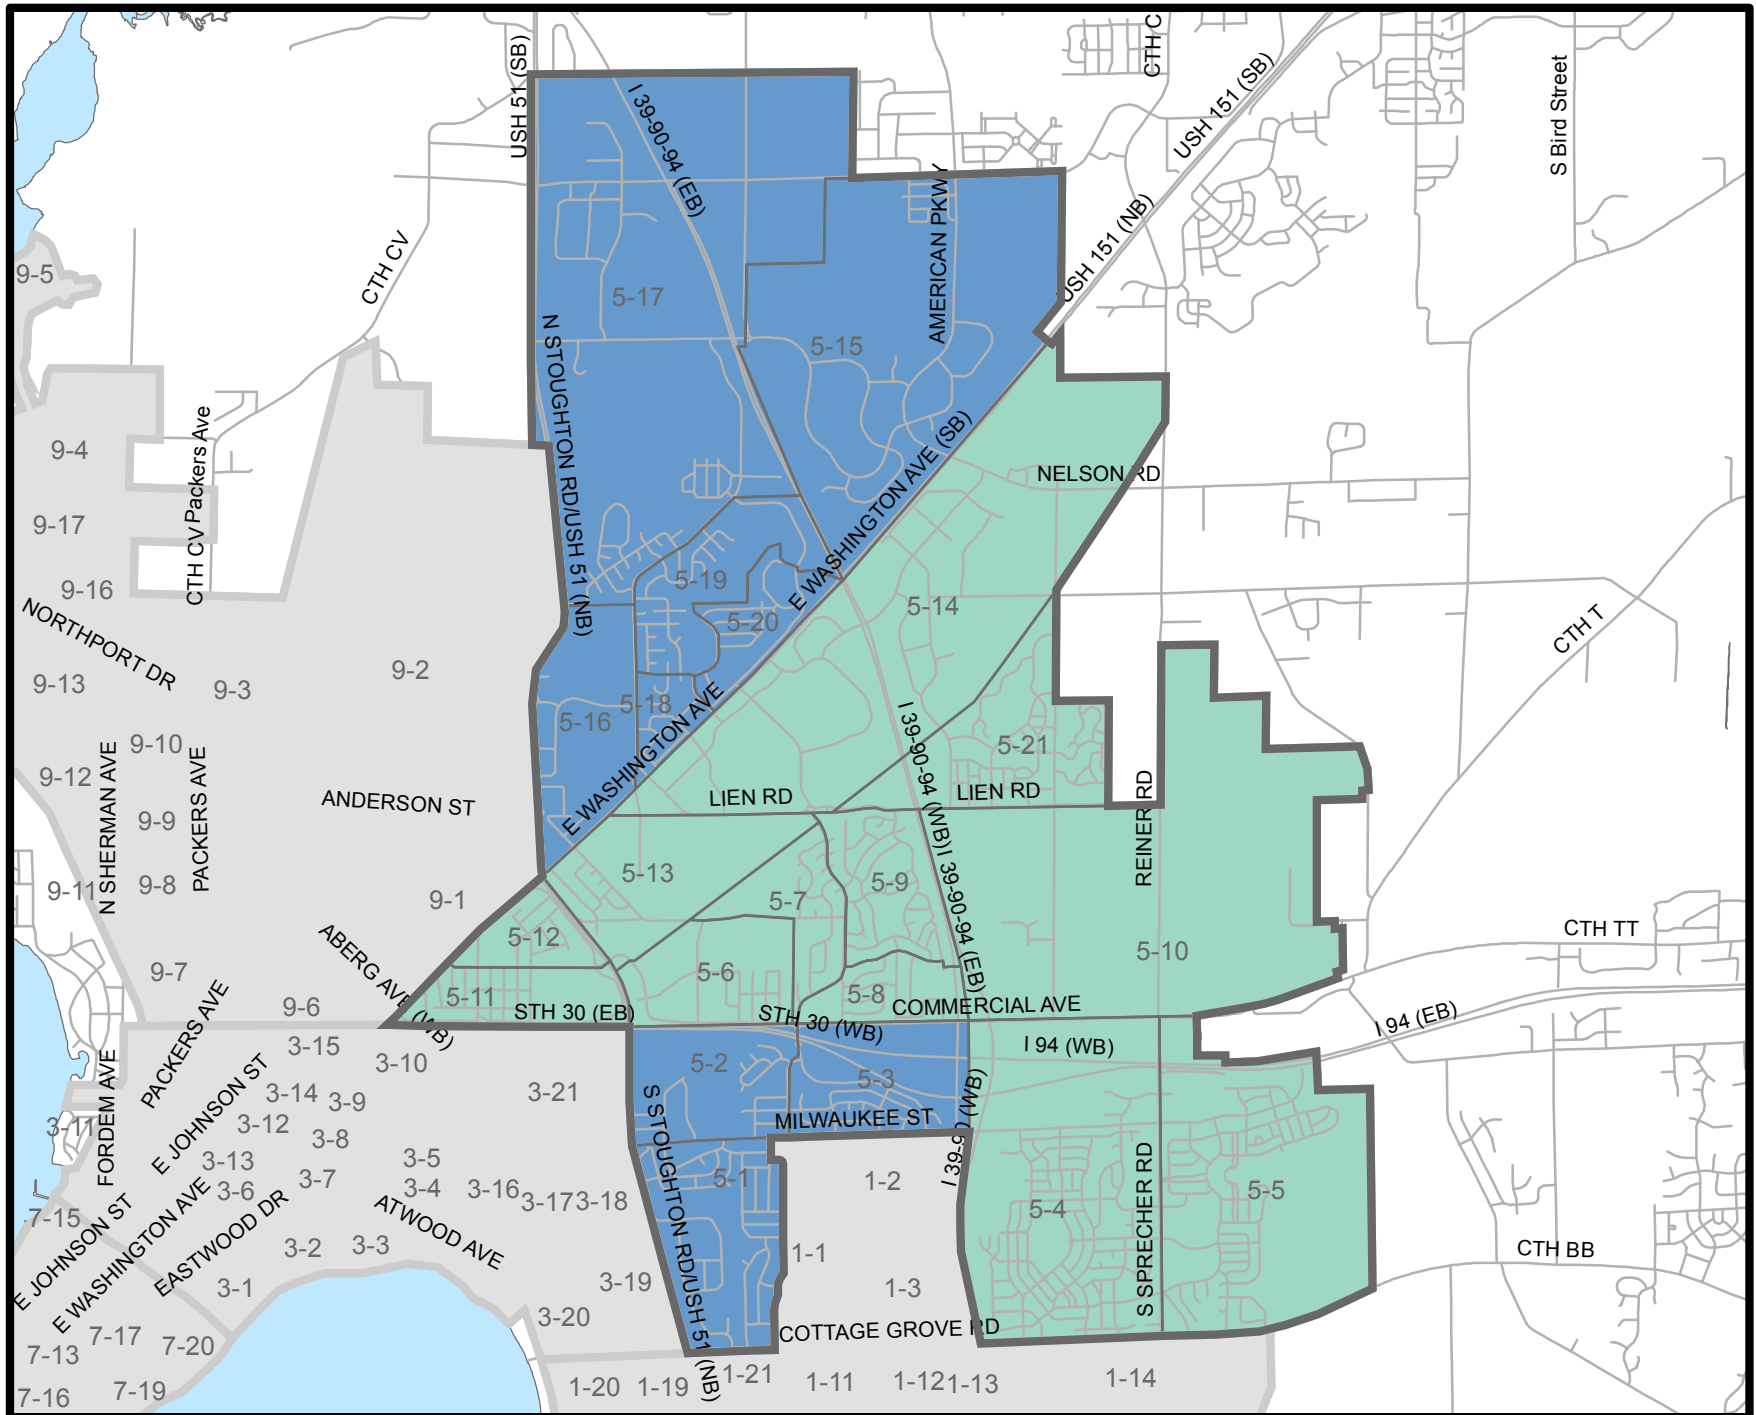 USH 51 (SB)
I 39-90-94 (EB)
CTH C
USH 151 (SB)
S Bird Street
AMERICAN PKWY
USH 151 (NB)
CTH CV
9-5
5-17
5-15
N STOUGHTON RD/USH 51 (NB)
9-4
CTH CV Packers Ave
E WASHINGTON AVE (SB)
NELSON RD
9-17
9-16
5-19
5-20
5-14
CTH T
NORTHPORT DR
9-13
9-3
9-2
5-16
5-18
E WASHINGTON AVE
I 39-90-94 (WB)
5-21
9-10
9-12
N SHERMAN AVE
PACKERS AVE
ANDERSON ST
LIEN RD
LIEN RD
REINER RD
9-9
9-11
9-8
9-1
5-13
5-7
5-9
I 39-90-94 (EB)
ABERG AVE (WB)
5-12
5-10
CTH TT
9-7
9-6
5-11
5-6
5-8
STH 30 (EB)
STH 30 (WB)
COMMERCIAL AVE
I 94 (EB)
I 94 (WB)
FORDEM AVE
PACKERS AVE
3-15
3-10
5-2
5-3
3-14
3-9
3-21
3-11
3-12
3-8
E JOHNSON ST
S STOUGHTON RD/USH 51 (NB)
MILWAUKEE ST
I 39-90 (WB)
3-13
3-5
3-6
3-7
3-4
3-16
3-17
3-18
5-1
1-2
5-4
S SPRECHER RD
5-5
7-15
E JOHNSON ST
E WASHINGTON AVE
EASTWOOD DR
ATWOOD AVE
3-2
3-3
1-1
CTH BB
3-1
3-19
1-3
3-20
COTTAGE GROVE RD
7-17
7-20
7-13
7-16
7-19
1-20
1-19
1-21
1-11
1-12
1-13
1-14